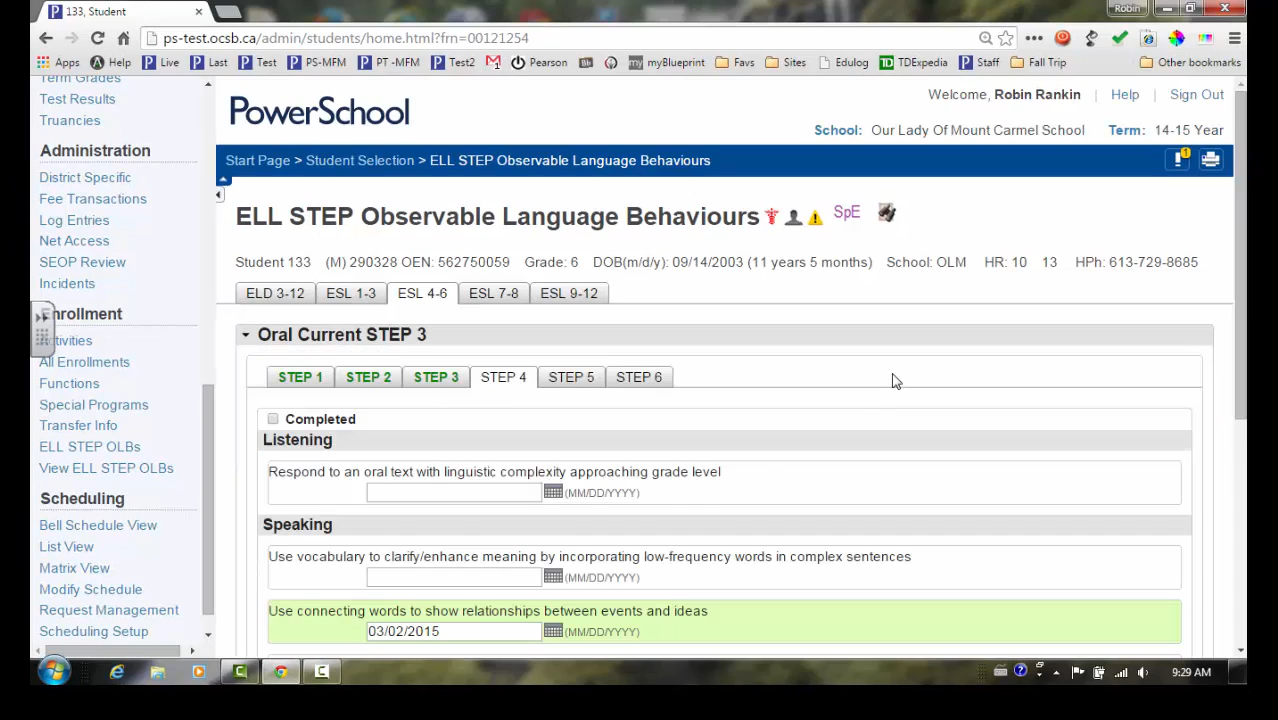 133, Student
Robin
ps-test.ocsb.ca/admin/students/home.html?frn=00121254
Apps Help Live Last Test PS-MFM PT -MFM Test2 Pearson myBlueprint Favs Sites Edulog TDExpedia Staff Fall Trip Other bookmarks
Term Grades
Test Results
Truancies
Administration
District Specific
Fee Transactions
Log Entries
Net Access
SEOP Review
Incidents
Enrollment
All Enrollments
Functions
Special Programs
Transfer Info
ELL STEP OLBs
View ELL STEP OLBs
Scheduling
Bell Schedule View
List View
Matrix View
Modify Schedule
Request Management
Scheduling Setup
PowerSchool
Welcome, Robin Rankin | Help | Sign Out
School: Our Lady Of Mount Carmel School Term: 14-15 Year
Start Page > Student Selection > ELL STEP Observable Language Behaviours
ELL STEP Observable Language Behaviours SpE
Student 133 (M) 290328 OEN: 562750059 Grade: 6 DOB(m/d/y): 09/14/2003 (11 years 5 months) School: OLM HR: 10 13 HPh: 613-729-8685
ELD 3-12 ESL 1-3 ESL 4-6 ESL 7-8 ESL 9-12
Oral Current STEP 3
STEP 1 STEP 2 STEP 3 STEP 4 STEP 5 STEP 6
Completed
Listening
Respond to an oral text with linguistic complexity approaching grade level
(MM/DD/YYYY)
Speaking
Use vocabulary to clarify/enhance meaning by incorporating low-frequency words in complex sentences
(MM/DD/YYYY)
Use connecting words to show relationships between events and ideas
03/02/2015 (MM/DD/YYYY)
9:29 AM